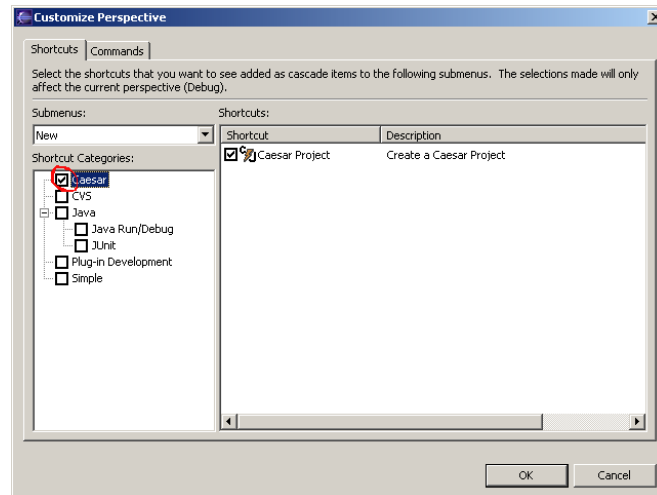 Customize Perspective
Shortcuts Commands
Select the shortcuts that you want to see added as cascade items to the following submenus. The selections made will only
affect the current perspective (Debug).
Submenus: Shortcuts:
New Shortcut Description
Caesar Project Create a Caesar Project
Shortcut Categories:
Caesar
CVS
Java
Java Run/Debug
JUnit
Plug-in Development
Simple
OK Cancel